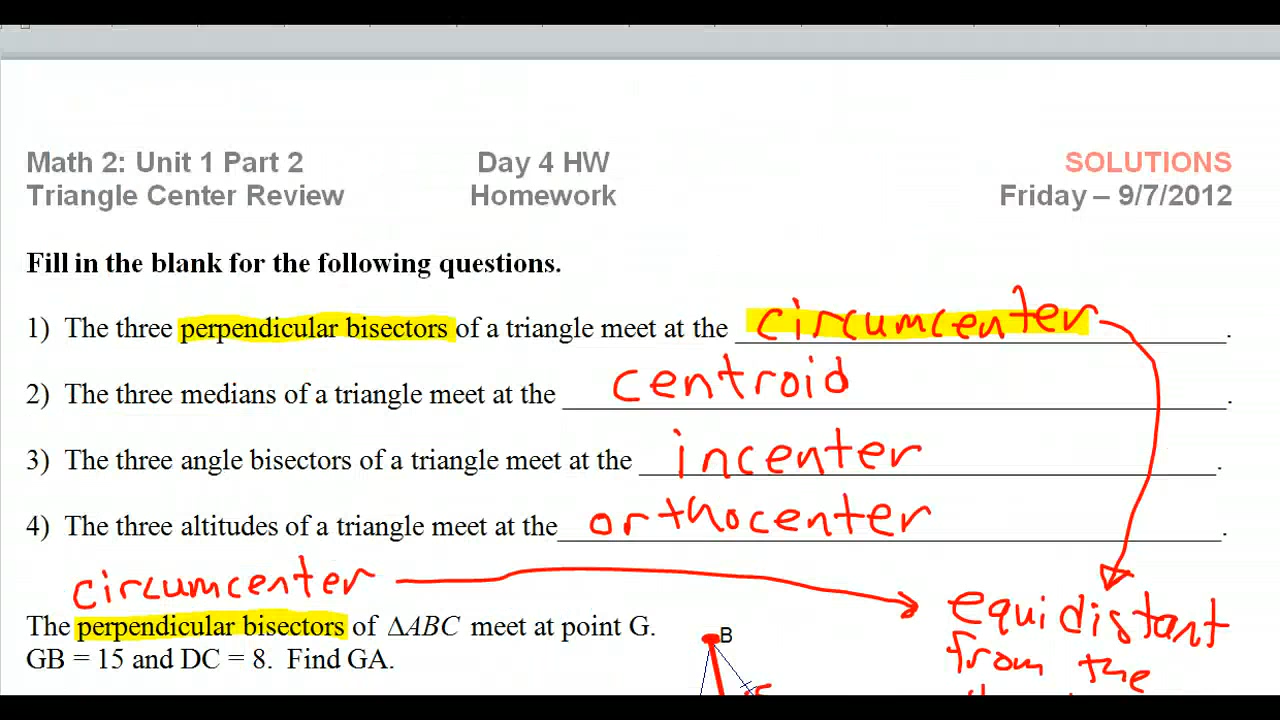 Math 2: Unit 1 Part 2 Day 4 HW SOLUTIONS
Triangle Center Review Homework Friday – 9/7/2012
Fill in the blank for the following questions.
1) The three perpendicular bisectors of a triangle meet at the circumcenter.
2) The three medians of a triangle meet at the centroid.
3) The three angle bisectors of a triangle meet at the incenter.
4) The three altitudes of a triangle meet at the orthocenter.
circumcenter
equidistant
The perpendicular bisectors of ΔABC meet at point G.
B
from the
GB = 15 and DC = 8. Find GA.